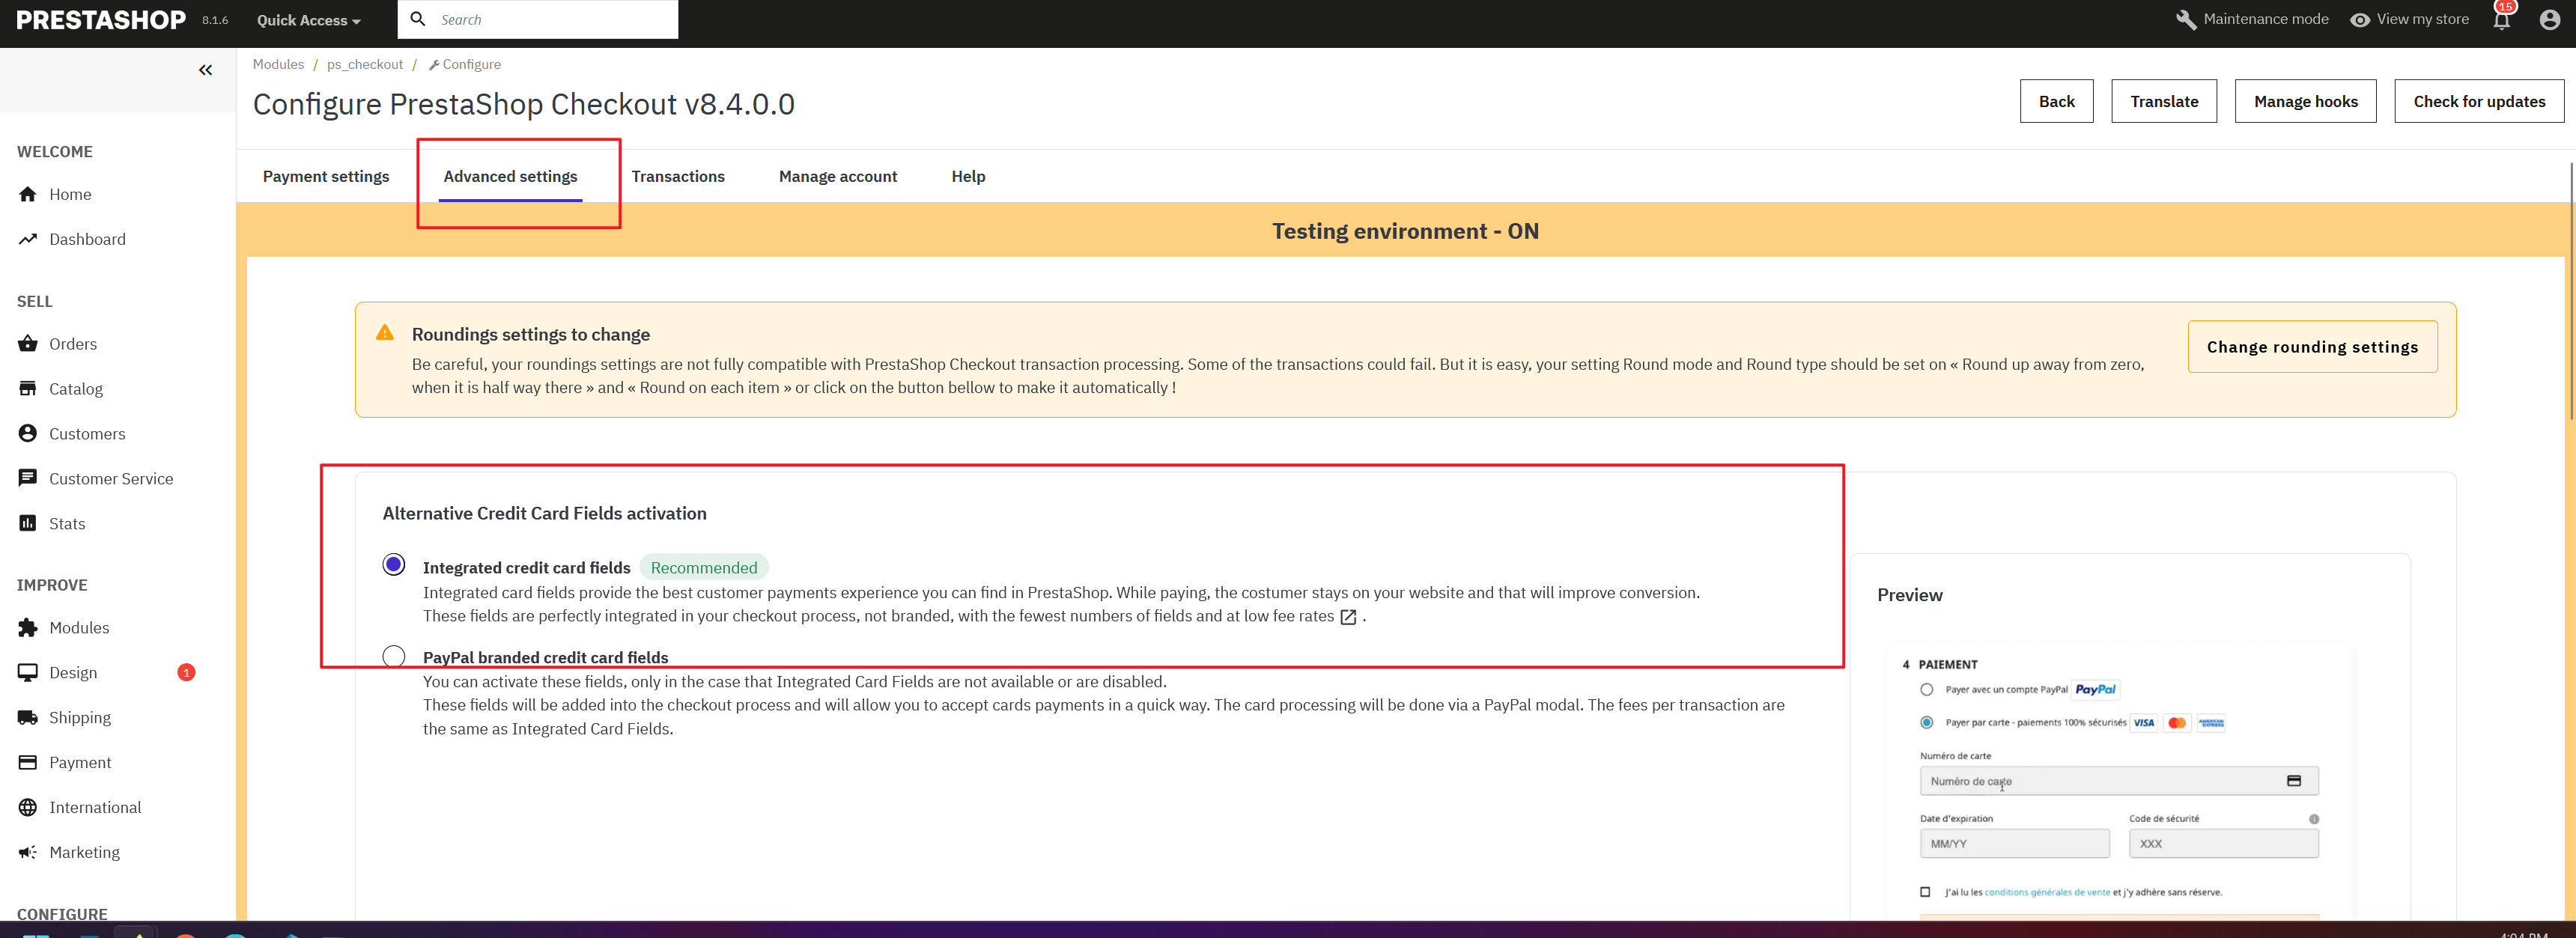 PRESTASHOP 8.1.6 Quick Access Search Maintenance mode View my store 15
Modules / ps_checkout / Configure
Configure PrestaShop Checkout v8.4.0.0
Back Translate Manage hooks Check for updates
WELCOME
Home
Dashboard
SELL
Orders
Catalog
Customers
Customer Service
Stats
IMPROVE
Modules
Design 1
Shipping
Payment
International
Marketing
CONFIGURE
Payment settings Advanced settings Transactions Manage account Help
Testing environment - ON
Roundings settings to change
Be careful, your roundings settings are not fully compatible with PrestaShop Checkout transaction processing. Some of the transactions could fail. But it is easy, your setting Round mode and Round type should be set on « Round up away from zero,
when it is half way there » and « Round on each item » or click on the button bellow to make it automatically !
Change rounding settings
Alternative Credit Card Fields activation
Integrated credit card fields Recommended
Integrated card fields provide the best customer payments experience you can find in PrestaShop. While paying, the costumer stays on your website and that will improve conversion.
These fields are perfectly integrated in your checkout process, not branded, with the fewest numbers of fields and at low fee rates .
PayPal branded credit card fields
You can activate these fields, only in the case that Integrated Card Fields are not available or are disabled.
These fields will be added into the checkout process and will allow you to accept cards payments in a quick way. The card processing will be done via a PayPal modal. The fees per transaction are
the same as Integrated Card Fields.
Preview
4 PAIEMENT
Payer avec un compte PayPal PayPal
Payer par carte - paiements 100% sécurisés VISA AMERICAN EXPRESS
Numéro de carte
Numéro de carte
Date d'expiration Code de sécurité
MM/YY XXX
J'ai lu les conditions générales de vente et j'y adhère sans réserve.
4:04 PM